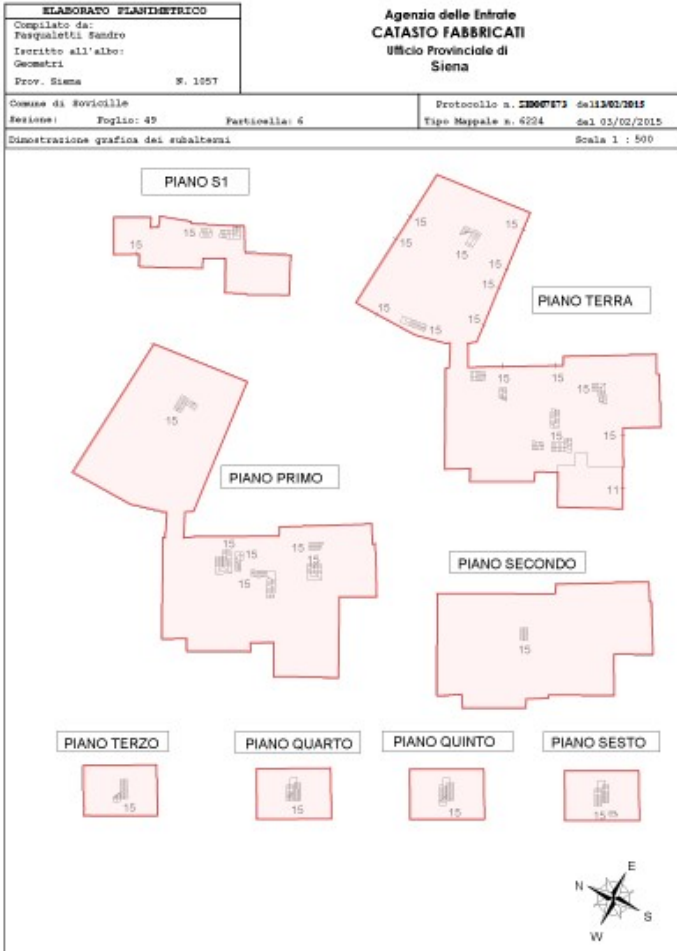 ELABORATO PLANIMETRICO
Compilato da:
Pasqualetti Sandro
Iscritto all'albo:
Geometri
Prov. Siena N. 1057
Agenzia delle Entrate
CATASTO FABBRICATI
Ufficio Provinciale di
Siena
Comune di Sovicille
Sezione: Foglio: 49 Particella: 6
Protocollo n. del 13/02/2015
Tipo Mappale n. 6224 del 03/02/2015
Dimostrazione grafica dei subalterni Scala 1 : 500
PIANO S1
15 15
15 15
15 15 15
15
15
15 15 15
PIANO TERRA
15 15
15
15 15
11
15
PIANO PRIMO
15
15 15
15
15
PIANO SECONDO
15
PIANO TERZO
15
PIANO QUARTO
15
PIANO QUINTO
15
PIANO SESTO
15
E
N
S
W